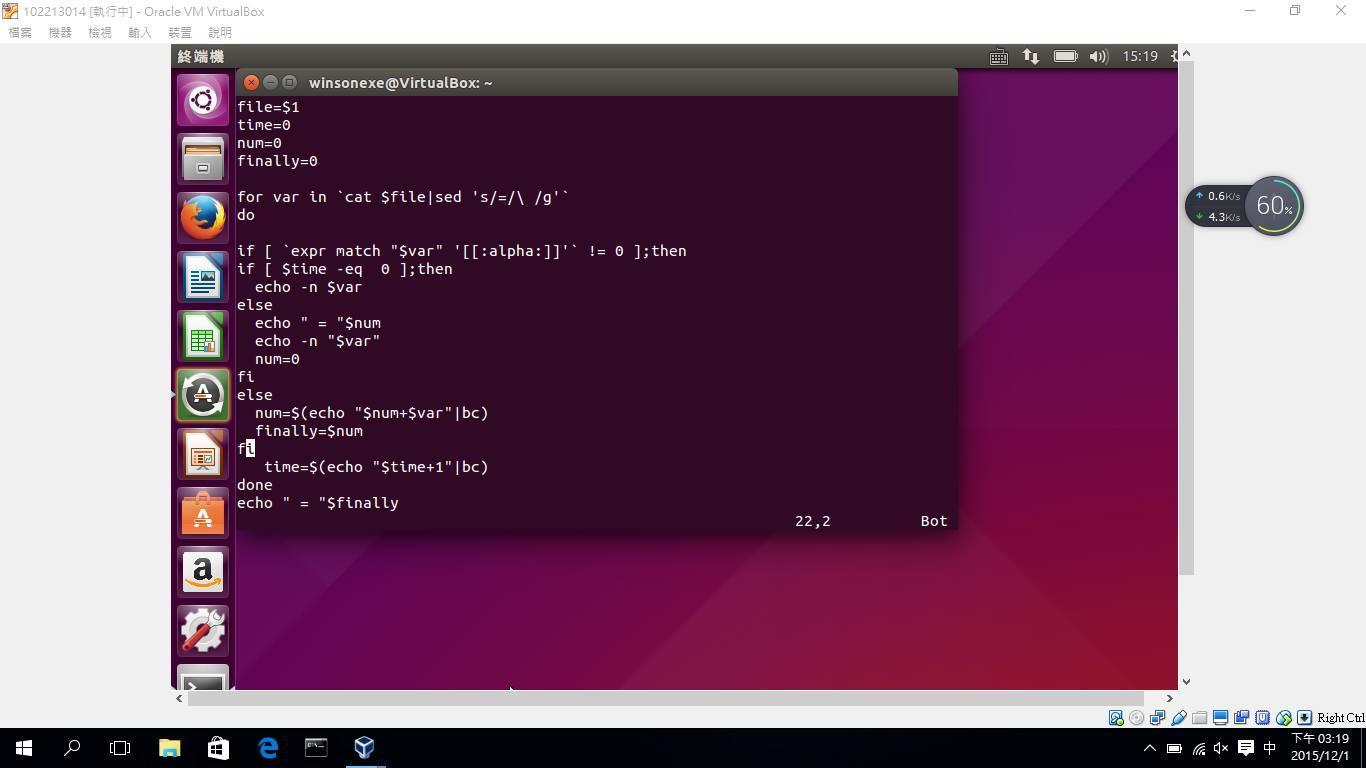 102213014 [執行中] - Oracle VM VirtualBox
檔案 機器 檢視 輸入 裝置 說明
終端機 15:19
winsonexe@VirtualBox: ~
file=$1
time=0
num=0
finally=0
for var in `cat $file|sed 's/=/\ /g'`
do
if [ `expr match "$var" '[[:alpha:]]'` != 0 ];then
if [ $time -eq  0 ];then
  echo -n $var
else
  echo " = "$num
  echo -n "$var"
  num=0
fi
else
  num=$(echo "$num+$var"|bc)
  finally=$num
fi
   time=$(echo "$time+1"|bc)
done
echo " = "$finally
22,2 Bot
0.6K/s
4.3K/s
60%
Right Ctrl
中
下午 03:19
2015/12/1